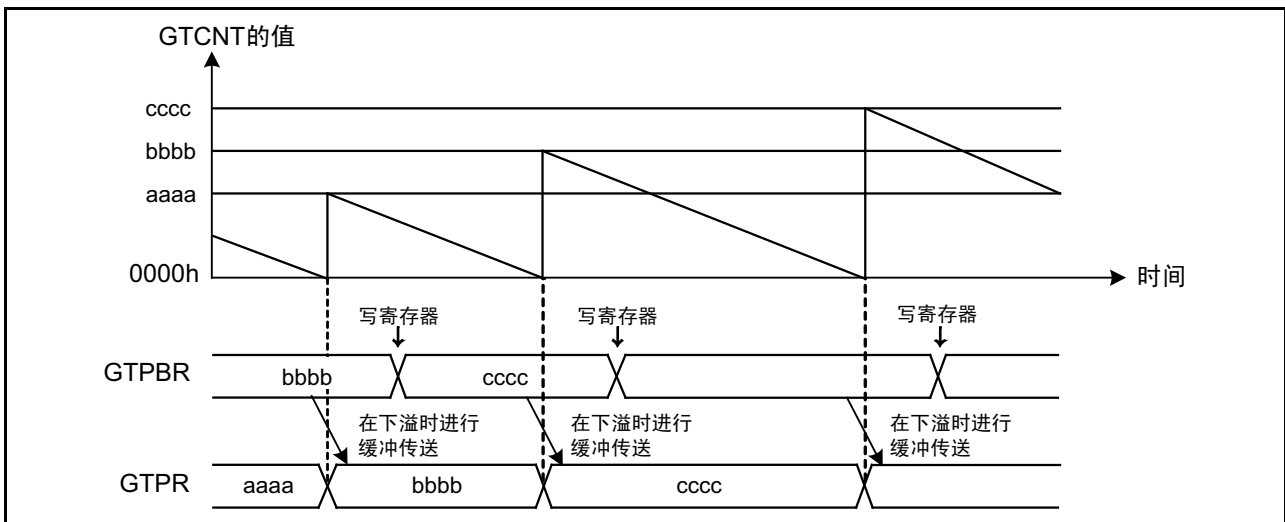 GTCNT的值
cccc
bbbb
aaaa
0000h
时间
写寄存器 写寄存器 写寄存器
GTPBR bbbb cccc
在下溢时进行 在下溢时进行 在下溢时进行
缓冲传送 缓冲传送 缓冲传送
GTPR aaaa bbbb cccc